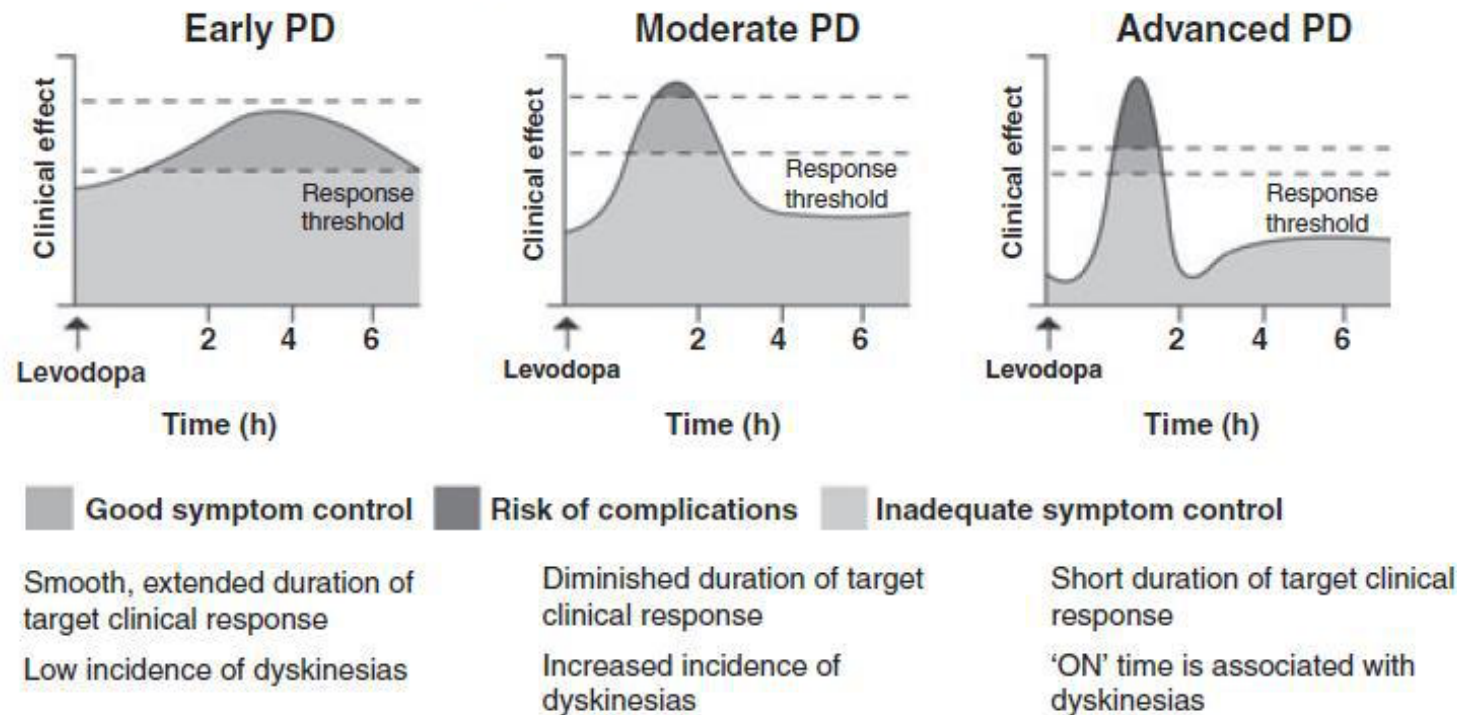 Early PD
Clinical effect
Response
threshold
2 4 6
Levodopa
Time (h)
Moderate PD
Clinical effect
Response
threshold
2 4 6
Levodopa
Time (h)
Advanced PD
Clinical effect
Response
threshold
2 4 6
Levodopa
Time (h)
Good symptom control Risk of complications Inadequate symptom control
Smooth, extended duration of
target clinical response
Low incidence of dyskinesias
Diminished duration of target
clinical response
Increased incidence of
dyskinesias
Short duration of target clinical
response
‘ON’ time is associated with
dyskinesias